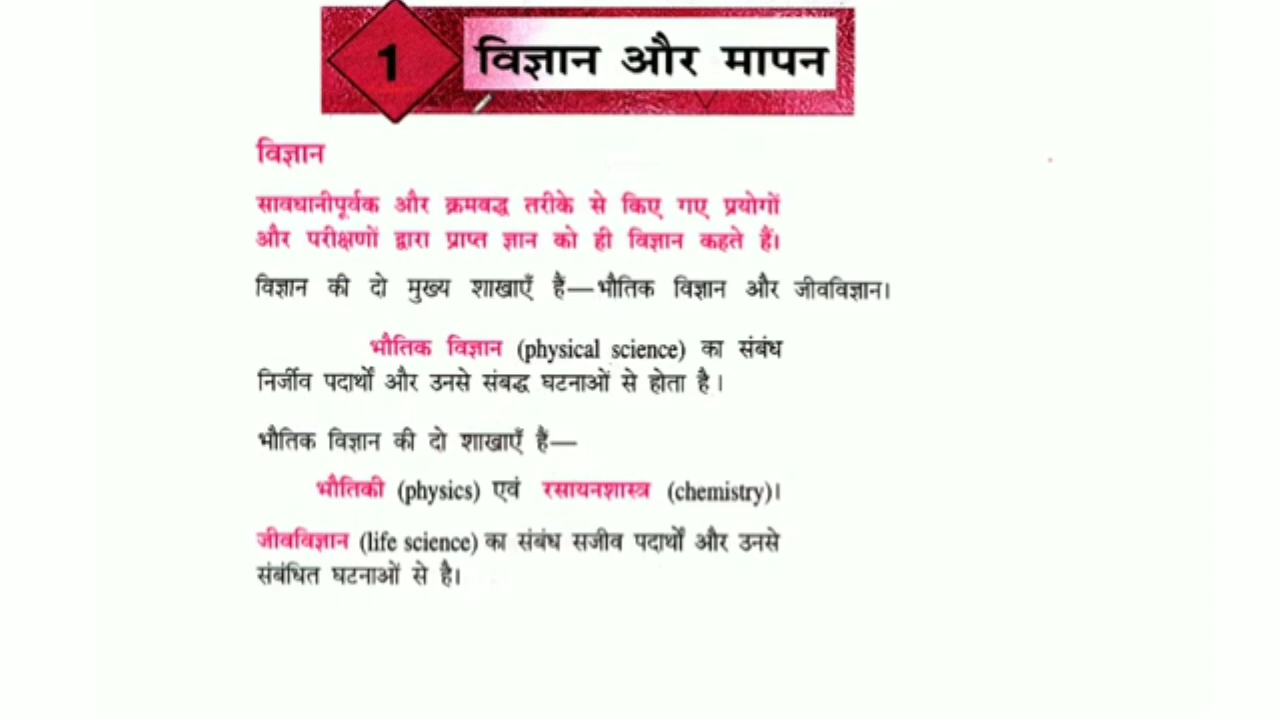 1 विज्ञान और मापन
विज्ञान
सावधानीपूर्वक और क्रमबद्ध तरीके से किए गए प्रयोगों
और परीक्षणों द्वारा प्राप्त ज्ञान को ही विज्ञान कहते हैं।
विज्ञान की दो मुख्य शाखाएँ हैं—भौतिक विज्ञान और जीवविज्ञान।
भौतिक विज्ञान (physical science) का संबंध
निर्जीव पदार्थों और उनसे संबद्ध घटनाओं से होता है।
भौतिक विज्ञान की दो शाखाएँ हैं—
भौतिकी (physics) एवं रसायनशास्त्र (chemistry)।
जीवविज्ञान (life science) का संबंध सजीव पदार्थों और उनसे
संबंधित घटनाओं से है।